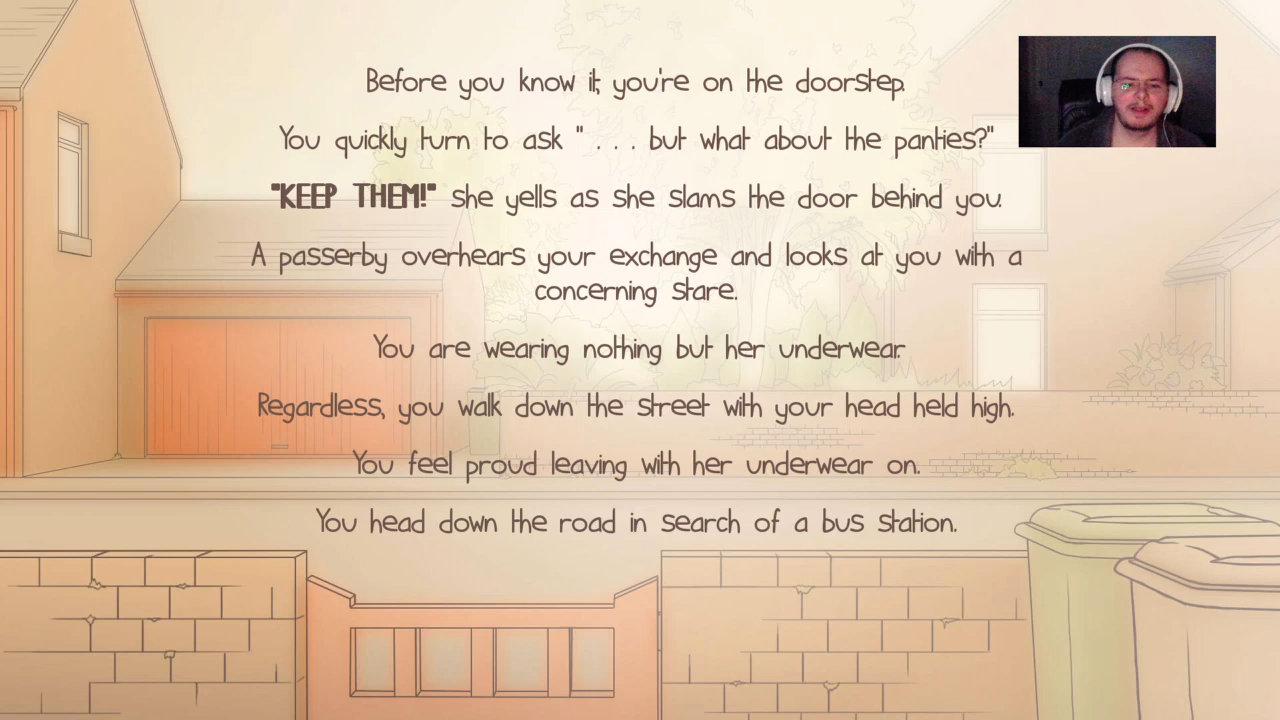 Before you know it, you're on the doorstep.
You quickly turn to ask " . . . but what about the panties?"
"KEEP THEM!" she yells as she slams the door behind you.
A passerby overhears your exchange and looks at you with a
concerning stare.
You are wearing nothing but her underwear.
Regardless, you walk down the street with your head held high.
You feel proud leaving with her underwear on.
You head down the road in search of a bus station.